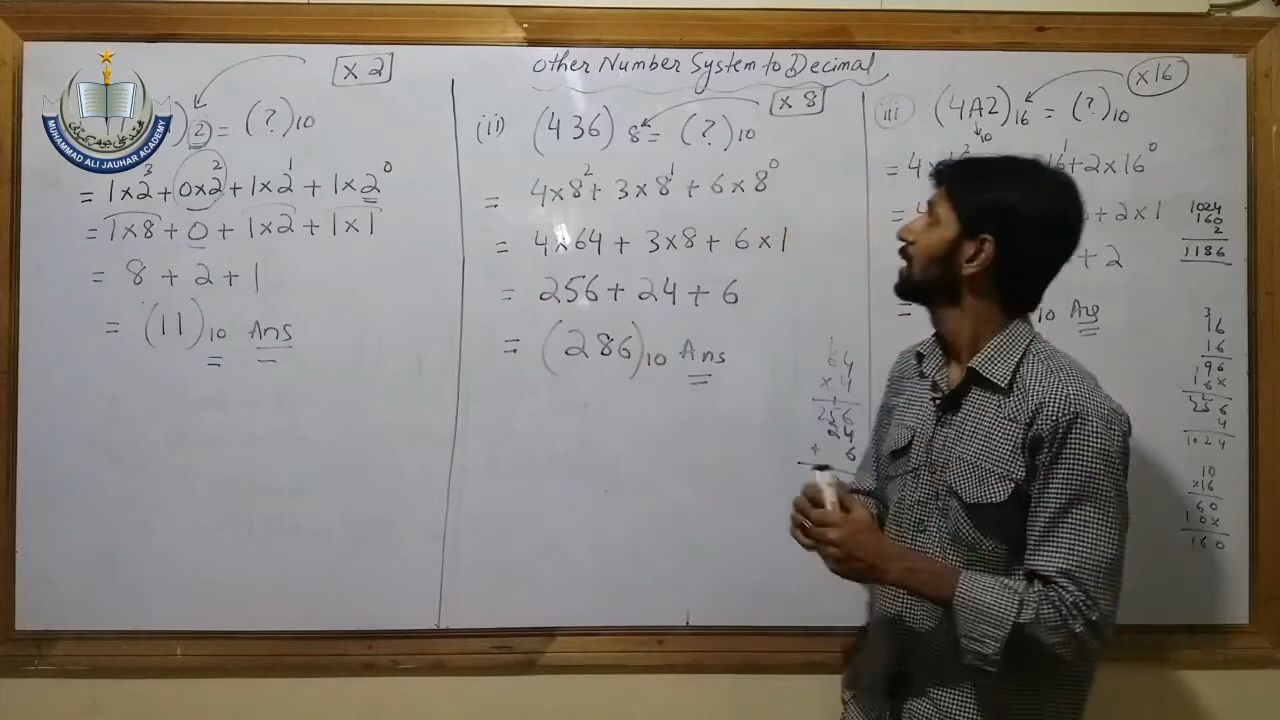 other Number System to Decimal
× 2
)2 = (?)10
= 1×2³ + 0×2² + 1×2¹ + 1×2⁰
= 1×8 + 0 + 1×2 + 1×1
= 8 + 2 + 1
= (11)10 Ans
MUHAMMAD ALI JAUHAR ACADEMY
× 8
(ii) (436)8 = (?)10
= 4×8² + 3×8¹ + 6×8⁰
= 4×64 + 3×8 + 6×1
= 256 + 24 + 6
= (286)10 Ans
64
×4
256
24
+ 6
×16
iii) (4A2)16 = (?)10
10
= 4× 16¹ + 2×16⁰
= + 2×1
+ 2
= 10 Ans
1024
160
2
1186
16
16
96
16×
256
4
1024
10
×16
60
10×
160